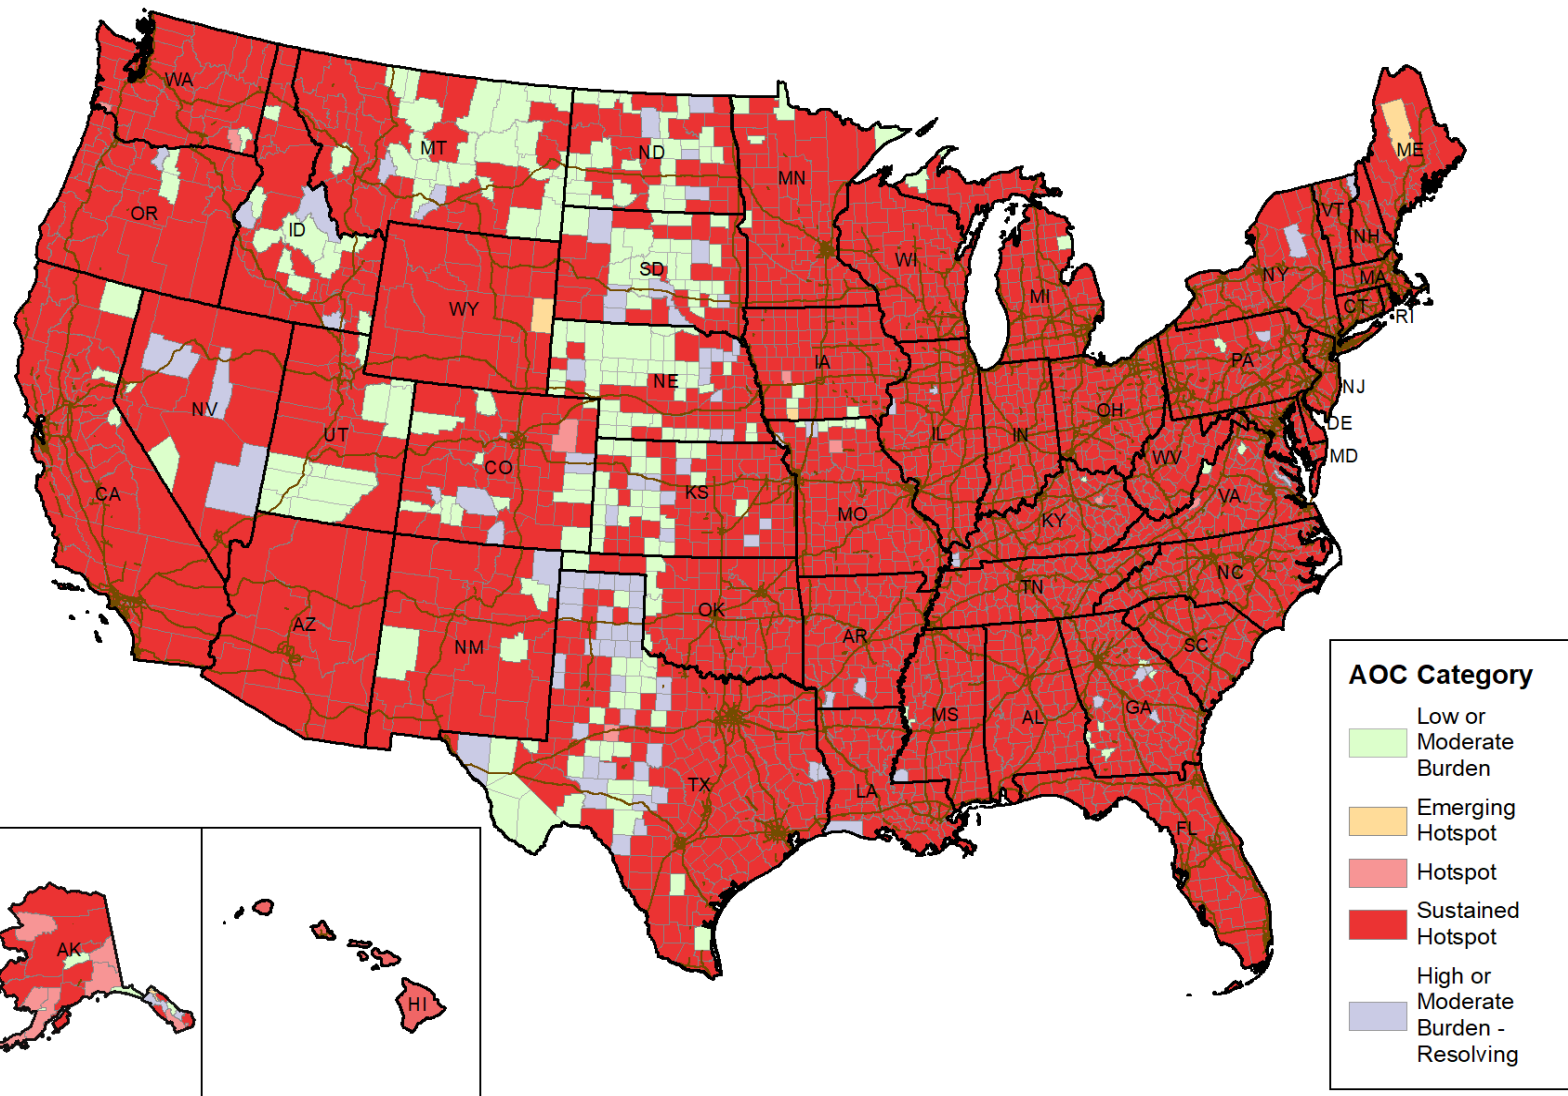 WA
MT
ND
MN
ME
OR
ID
SD
WI
VT
NH
NY
MA
MI
CT
RI
WY
IA
NE
PA
NJ
NV
UT
CO
IL
IN
OH
DE
MD
WV
CA
KS
MO
KY
VA
AZ
NM
OK
AR
TN
NC
SC
TX
LA
MS
AL
GA
FL
AK
HI
AOC Category
Low or
Moderate
Burden
Emerging
Hotspot
Hotspot
Sustained
Hotspot
High or
Moderate
Burden -
Resolving